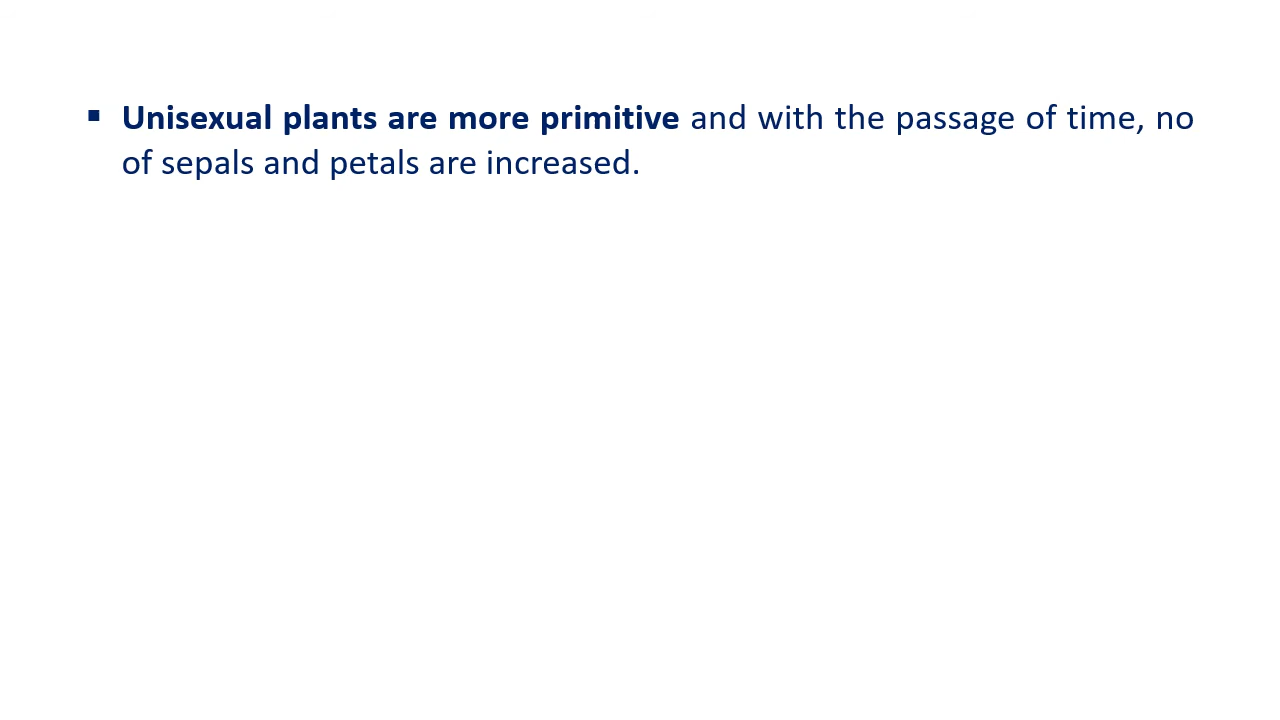 ▪ Unisexual plants are more primitive and with the passage of time, no
of sepals and petals are increased.